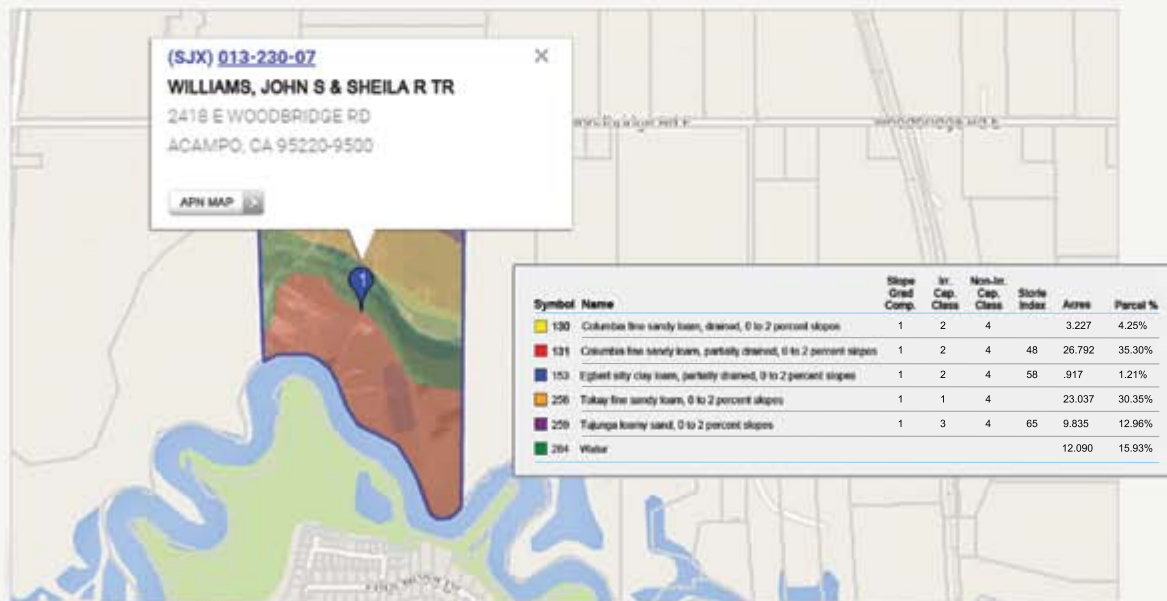 (SJX) 013-230-07
WILLIAMS, JOHN S & SHEILA R TR
2418 E WOODBRIDGE RD
ACAMPO, CA 95220-9500
APN MAP
Woodbridge Rd E
Symbol Name Slope Grad Comp. Irr. Cap. Class Non-Irr. Cap. Class Storie Index Acres Parcel %
130 Columbia fine sandy loam, drained, 0 to 2 percent slopes 1 2 4 3.227 4.25%
131 Columbia fine sandy loam, partially drained, 0 to 2 percent slopes 1 2 4 48 26.792 35.30%
153 Egbert silty clay loam, partially drained, 0 to 2 percent slopes 1 2 4 58 .917 1.21%
256 Tokay fine sandy loam, 0 to 2 percent slopes 1 1 4 23.037 30.35%
259 Tujunga loamy sand, 0 to 2 percent slopes 1 3 4 65 9.835 12.96%
284 Water 12.090 15.93%
1